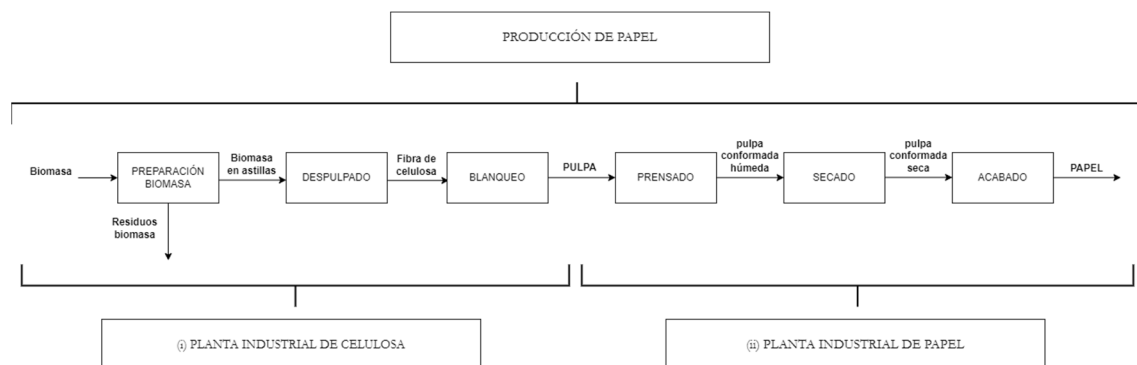 PRODUCCIÓN DE PAPEL
Biomasa
PREPARACIÓN
BIOMASA
Biomasa
en astillas
DESPULPADO
Fibra de
celulosa
BLANQUEO
PULPA
PRENSADO
pulpa
conformada
húmeda
SECADO
pulpa
conformada
seca
ACABADO
PAPEL
Residuos
biomasa
(i) PLANTA INDUSTRIAL DE CELULOSA
(ii) PLANTA INDUSTRIAL DE PAPEL